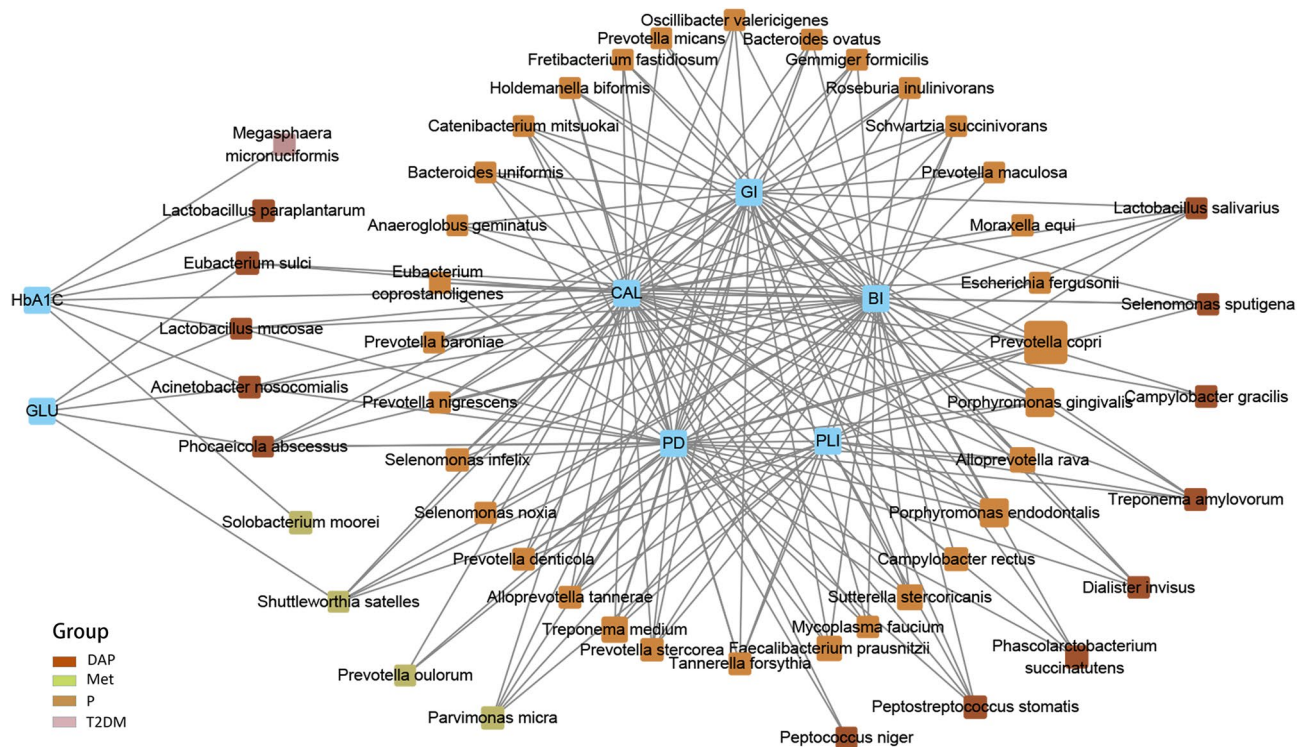 Oscillibacter valericigenes
Prevotella micans
Bacteroides ovatus
Fretibacterium fastidiosum
Gemmiger formicilis
Holdemanella biformis
Roseburia inulinivorans
Catenibacterium mitsuokai
Schwartzia succinivorans
Megasphaera
micronuciformis
Bacteroides uniformis
Prevotella maculosa
GI
Lactobacillus paraplantarum
Anaeroglobus geminatus
Moraxella equi
Lactobacillus salivarius
Eubacterium sulci
Eubacterium
coprostanoligenes
Escherichia fergusonii
HbA1C
CAL
BI
Selenomonas sputigena
Lactobacillus mucosae
Prevotella baroniae
Prevotella copri
Acinetobacter nosocomialis
Campylobacter gracilis
GLU
Prevotella nigrescens
Porphyromonas gingivalis
Phocaeicola abscessus
PD
PLI
Selenomonas infelix
Alloprevotella rava
Treponema amylovorum
Solobacterium moorei
Selenomonas noxia
Porphyromonas endodontalis
Prevotella denticola
Campylobacter rectus
Dialister invisus
Shuttleworthia satelles
Alloprevotella tannerae
Sutterella stercoricanis
Treponema medium
Mycoplasma faucium
Prevotella stercorea
Faecalibacterium prausnitzii
Tannerella forsythia
Phascolarctobacterium
succinatutens
Prevotella oulorum
Parvimonas micra
Peptostreptococcus stomatis
Peptococcus niger
Group
DAP
Met
P
T2DM